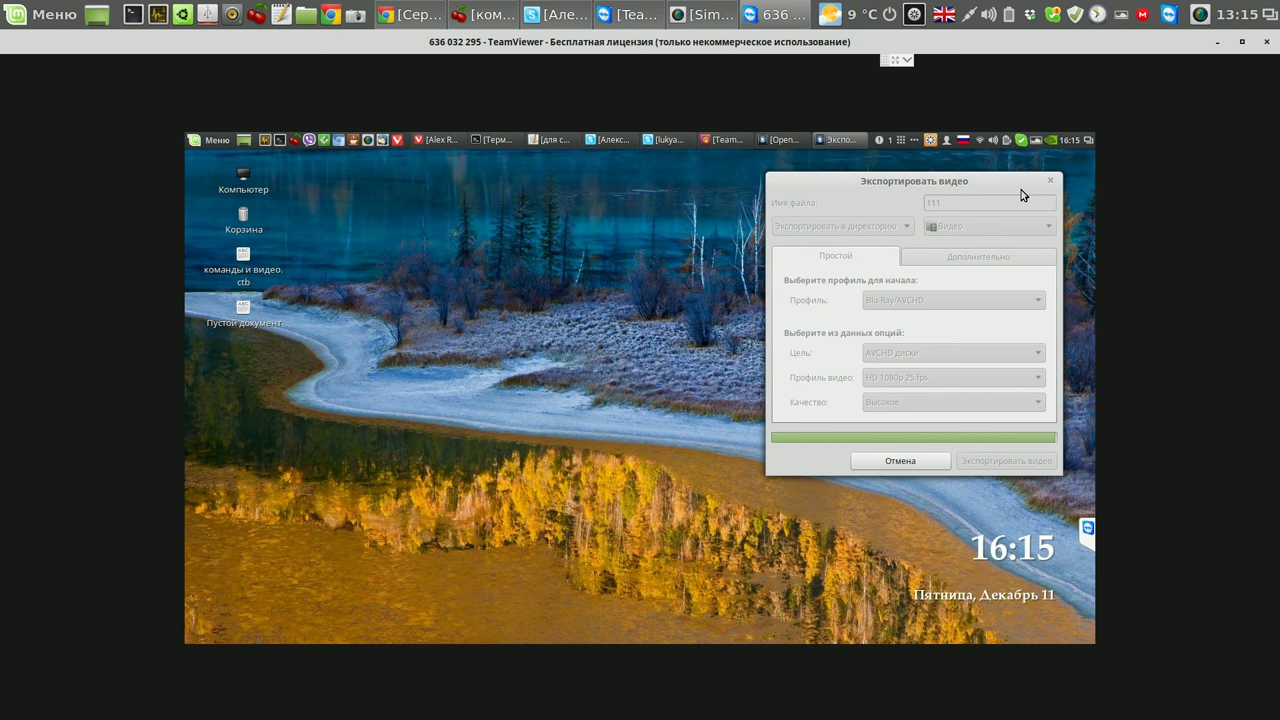 Меню
[Сер...
[ком...
[Але...
[Tea...
[Sim...
636 ...
9 °C
13:15
636 032 295 - TeamViewer - Бесплатная лицензия (только некоммерческое использование)
Меню
[Alex R...
[Терм...
[для с...
[Алекс...
[lukya...
[Team...
[Open...
Экспо...
1
16:15
Компьютер
Корзина
команды и видео.
ctb
Пустой документ
Экспортировать видео
Имя файла:
111
Экспортировать в директорию
Видео
Простой
Дополнительно
Выберите профиль для начала:
Профиль:
Blu-Ray/AVCHD
Выберите из данных опций:
Цель:
AVCHD диски
Профиль видео:
HD 1080p 25 fps
Качество:
Высокое
Отмена
Экспортировать видео
16:15
Пятница, Декабрь 11